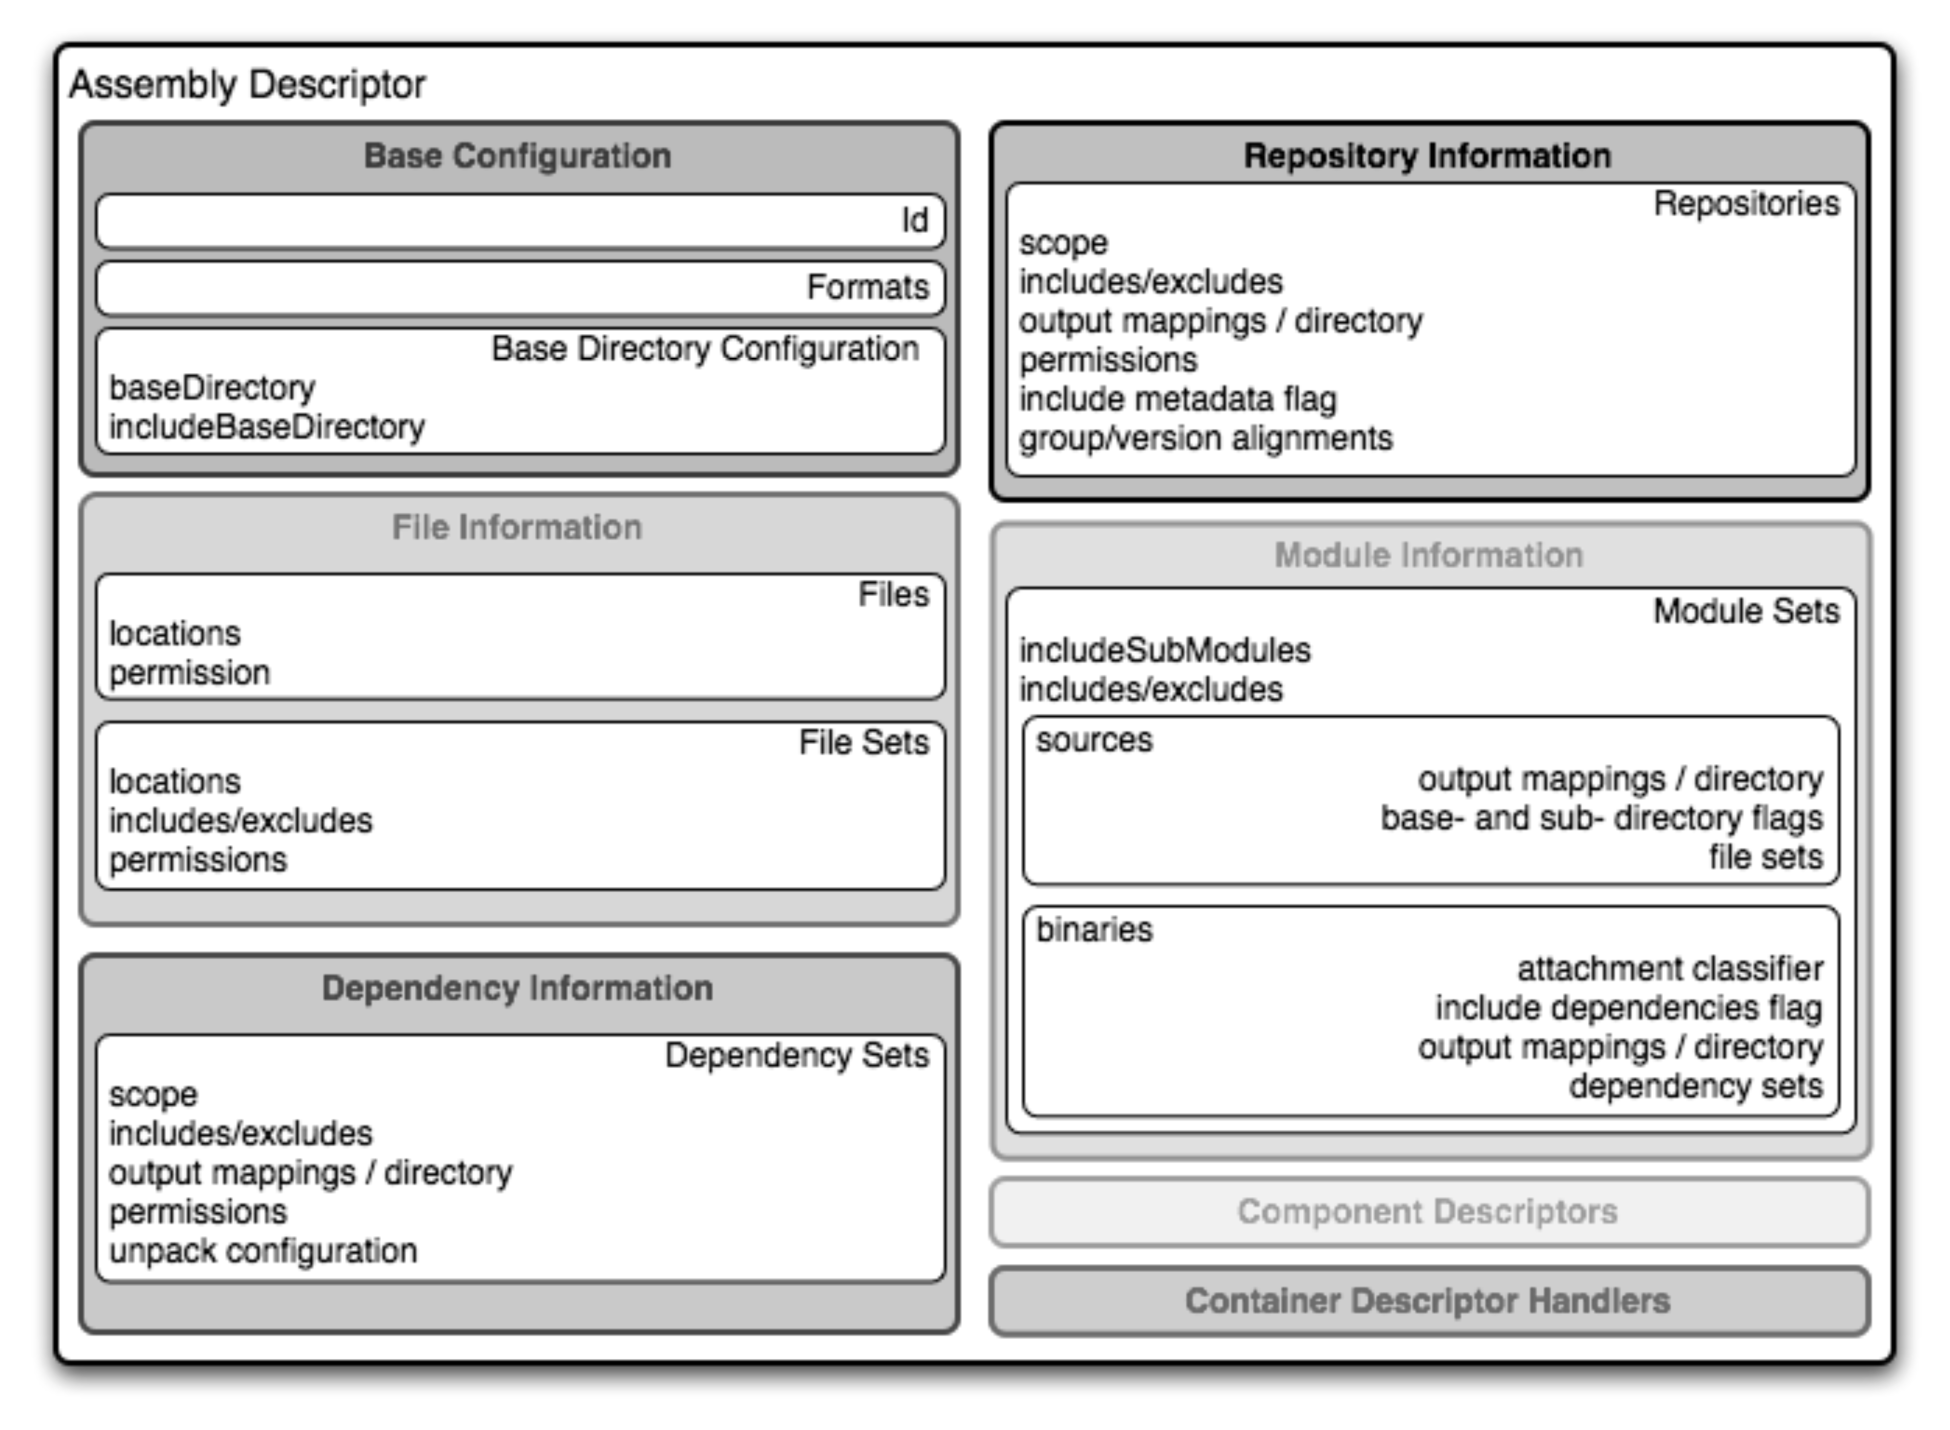 Assembly Descriptor
Base Configuration
Id
Formats
Base Directory Configuration
baseDirectory
includeBaseDirectory
File Information
Files
locations
permission
File Sets
locations
includes/excludes
permissions
Dependency Information
Dependency Sets
scope
includes/excludes
output mappings / directory
permissions
unpack configuration
Repository Information
Repositories
scope
includes/excludes
output mappings / directory
permissions
include metadata flag
group/version alignments
Module Information
Module Sets
includeSubModules
includes/excludes
sources
output mappings / directory
base- and sub- directory flags
file sets
binaries
attachment classifier
include dependencies flag
output mappings / directory
dependency sets
Component Descriptors
Container Descriptor Handlers